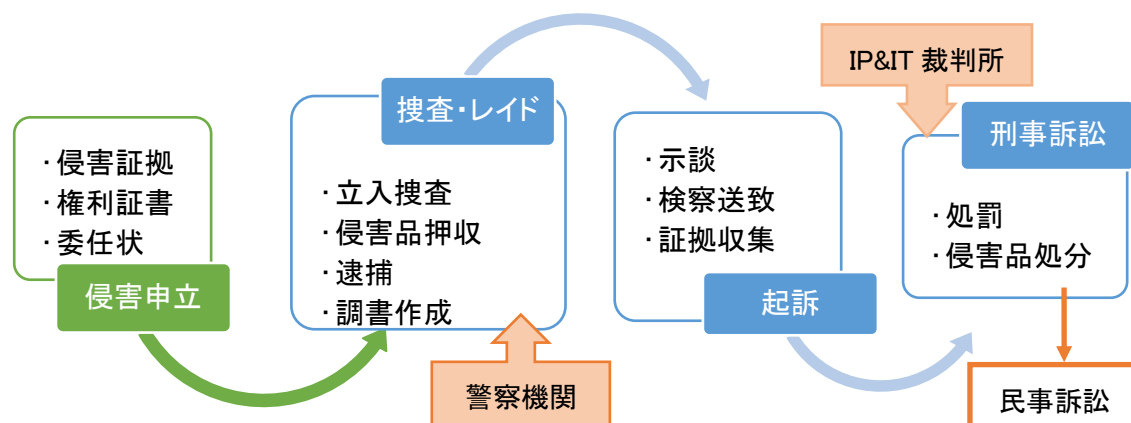 ・侵害証拠
・権利証書
・委任状
侵害申立
捜査・レイド
・立入捜査
・侵害品押収
・逮捕
・調書作成
警察機関
・示談
・検察送致
・証拠収集
起訴
IP&IT 裁判所
刑事訴訟
・処罰
・侵害品処分
民事訴訟